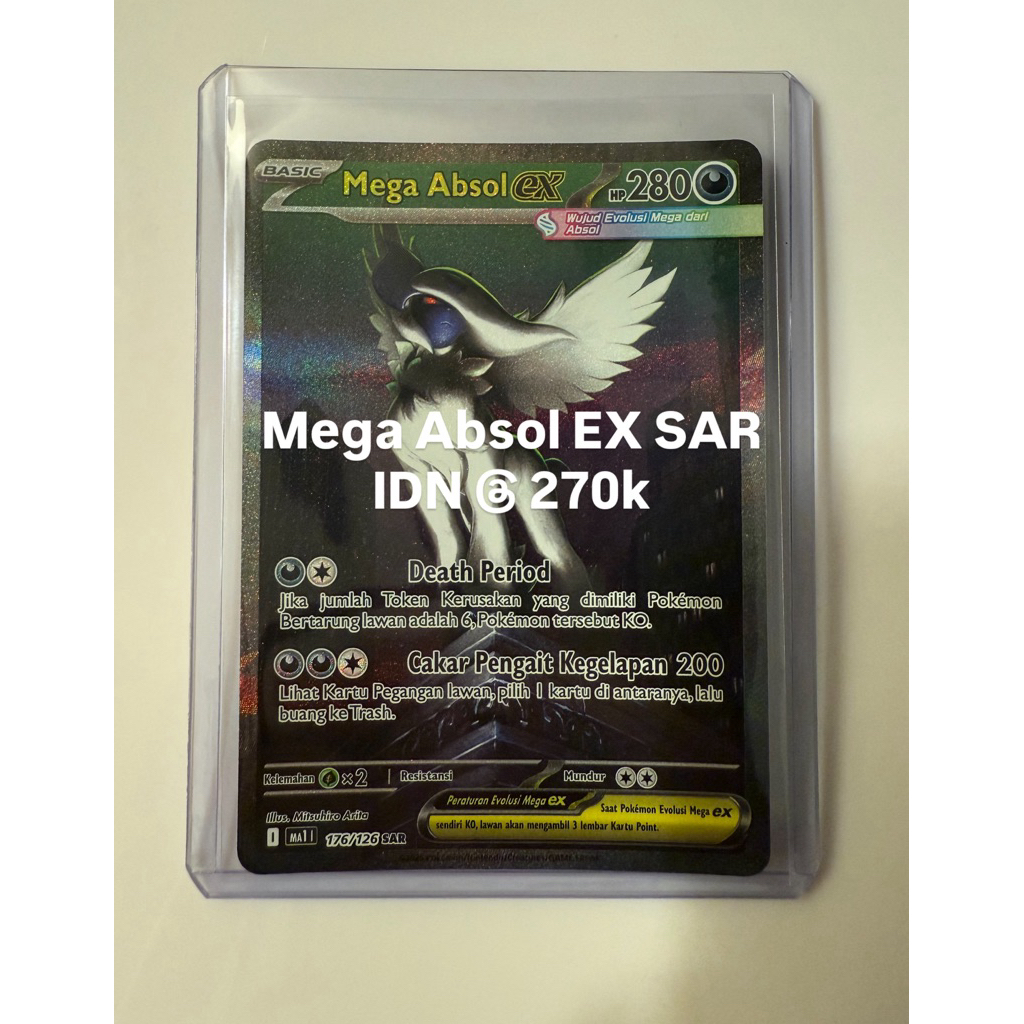 BASIC
Mega Absol ex HP 280
Wujud Evolusi Mega dari
Absol
Mega Absol EX SAR
IDN @ 270k
Death Period
Jika jumlah Token Kerusakan yang dimiliki Pokémon
Bertarung lawan adalah 6, Pokémon tersebut KO.
Cakar Pengait Kegelapan 200
Lihat Kartu Pegangan lawan, pilih 1 kartu di antaranya, lalu
buang ke Trash.
Kelemahan ×2 Resistansi Mundur
Illus. Mitsuhiro Arita
Peraturan Evolusi Mega ex Saat Pokémon Evolusi Mega ex
sendiri KO, lawan akan mengambil 3 lembar Kartu Point.
I MA1 I 176/126 SAR